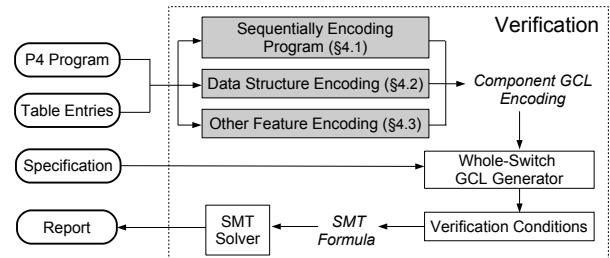 Verification
Sequentially Encoding
Program (§4.1)
P4 Program
Data Structure Encoding (§4.2)
Component GCL
Encoding
Table Entries
Other Feature Encoding (§4.3)
Specification
Whole-Switch
GCL Generator
Report
SMT
Solver
SMT
Formula
Verification Conditions